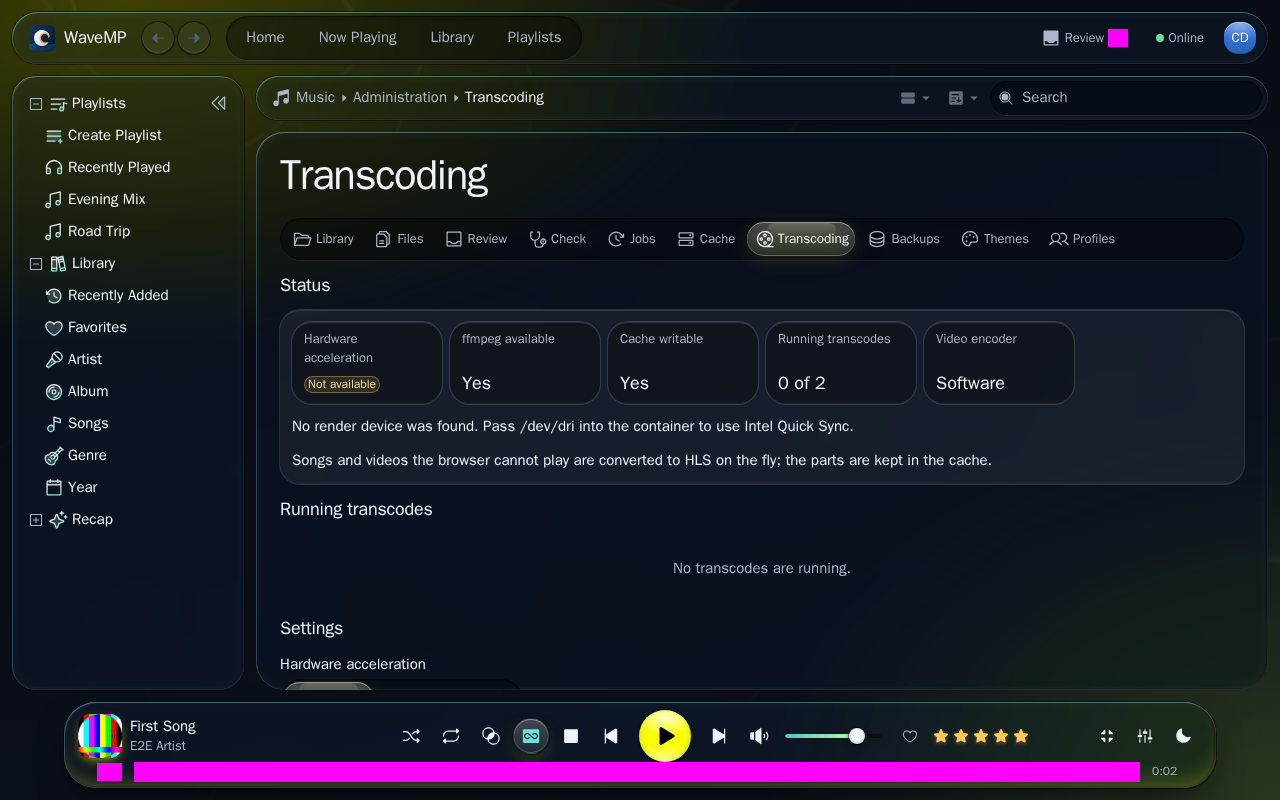 WaveMP
Home
Now Playing
Library
Playlists
Review
Online
CD
Playlists
Create Playlist
Recently Played
Evening Mix
Road Trip
Library
Recently Added
Favorites
Artist
Album
Songs
Genre
Year
Recap
Music
Administration
Transcoding
Search
Transcoding
Library
Files
Review
Check
Jobs
Cache
Transcoding
Backups
Themes
Profiles
Status
Hardware
acceleration
Not available
ffmpeg available
Yes
Cache writable
Yes
Running transcodes
0 of 2
Video encoder
Software
No render device was found. Pass /dev/dri into the container to use Intel Quick Sync.
Songs and videos the browser cannot play are converted to HLS on the fly; the parts are kept in the cache.
Running transcodes
No transcodes are running.
Settings
Hardware acceleration
First Song
E2E Artist
0:02